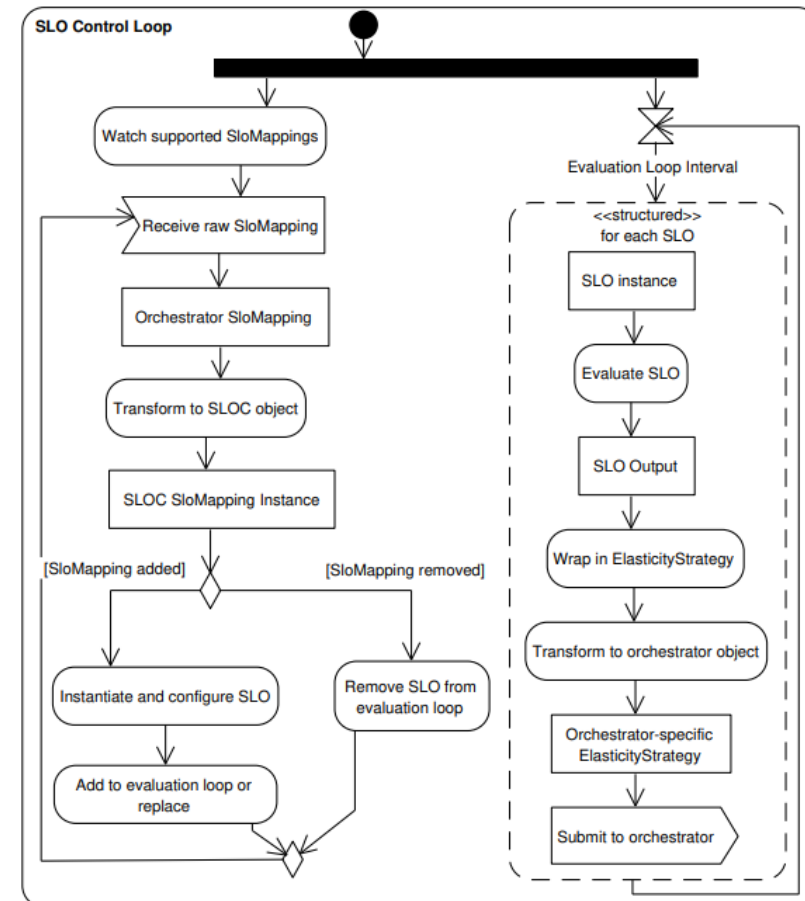 SLO Control Loop
Watch supported SloMappings
Receive raw SloMapping
Orchestrator SloMapping
Transform to SLOC object
SLOC SloMapping Instance
[SloMapping added]
[SloMapping removed]
Instantiate and configure SLO
Remove SLO from
evaluation loop
Add to evaluation loop or
replace
Evaluation Loop Interval
<<structured>>
for each SLO
SLO instance
Evaluate SLO
SLO Output
Wrap in ElasticityStrategy
Transform to orchestrator object
Orchestrator-specific
ElasticityStrategy
Submit to orchestrator